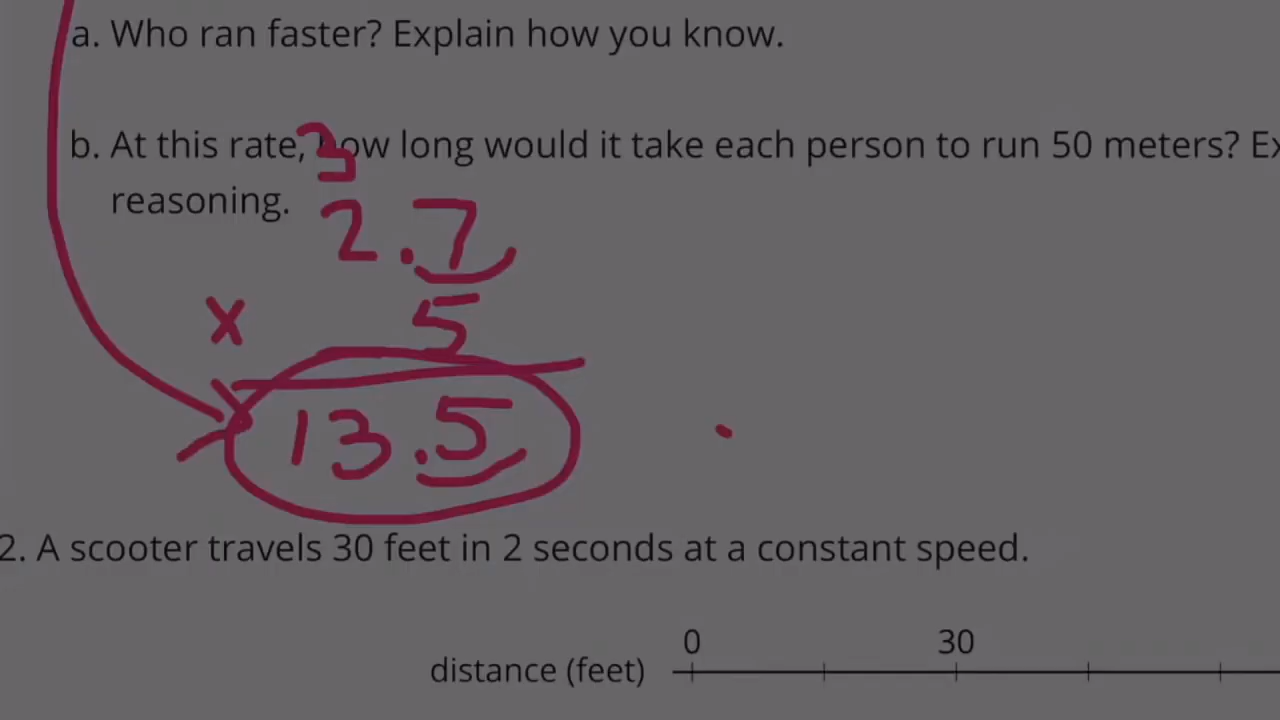 a. Who ran faster? Explain how you know.
b. At this rate, how long would it take each person to run 50 meters? Ex
reasoning.
3
2.7
x 5
13.5
2. A scooter travels 30 feet in 2 seconds at a constant speed.
0 30
distance (feet)